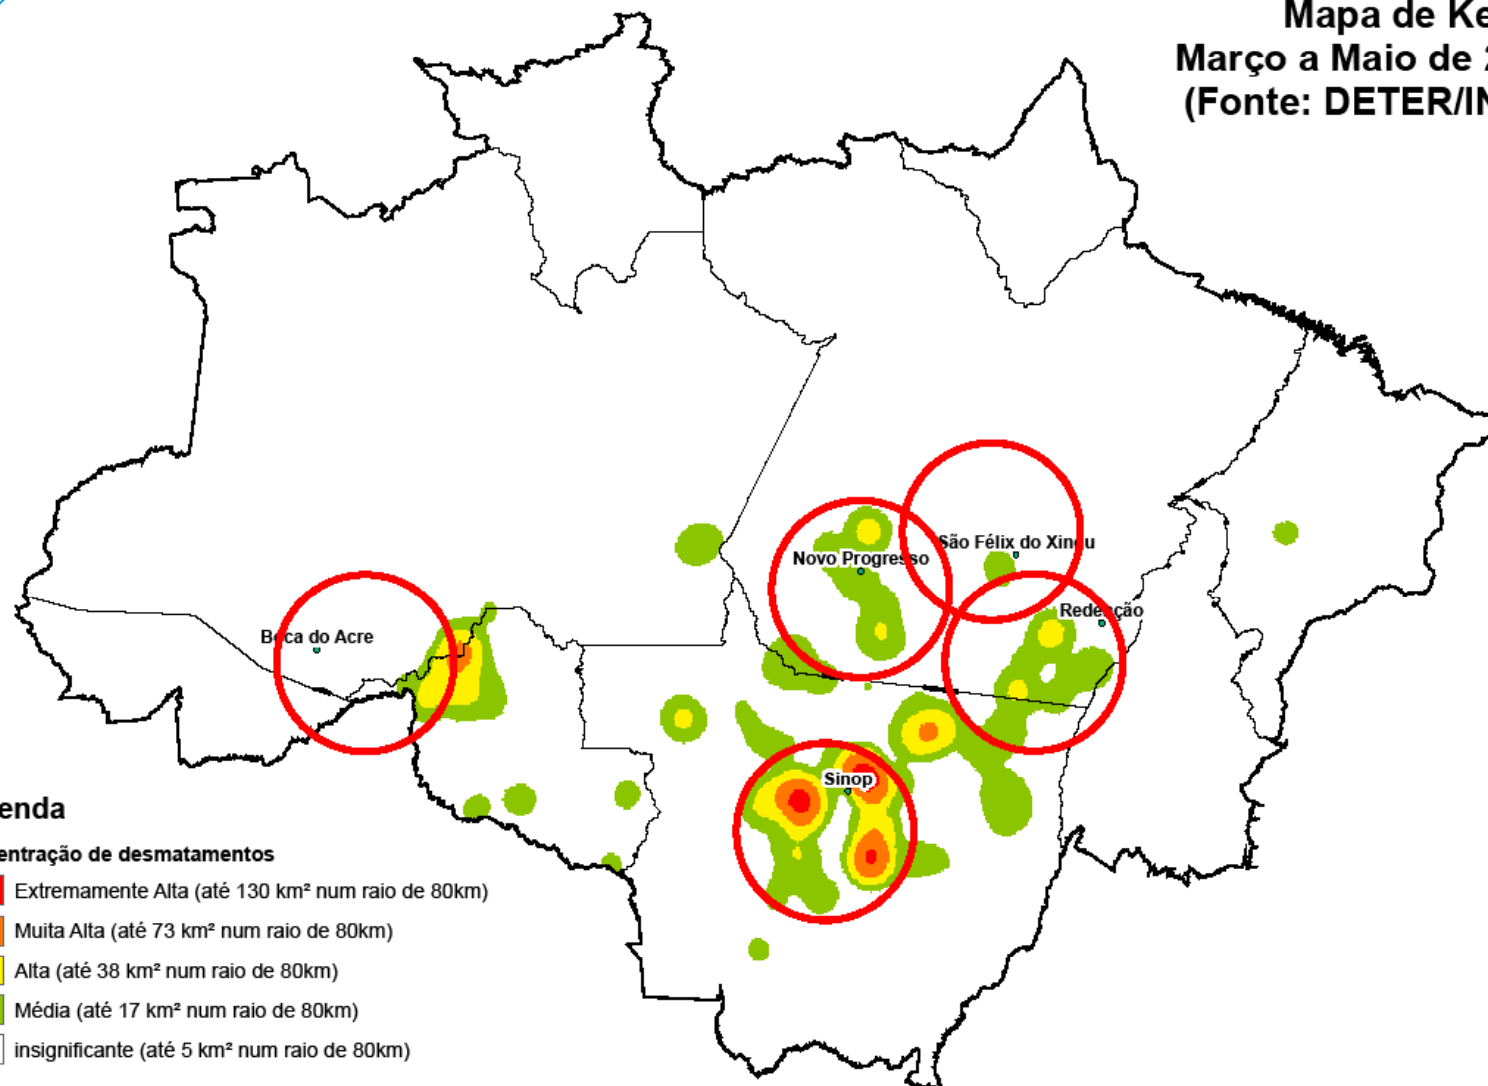 Mapa de Ke
Março a Maio de 2
(Fonte: DETER/IN
São Félix do Xingu
Novo Progresso
Redenção
Boca do Acre
Sinop
enda
entração de desmatamentos
Extremamente Alta (até 130 km² num raio de 80km)
Muita Alta (até 73 km² num raio de 80km)
Alta (até 38 km² num raio de 80km)
Média (até 17 km² num raio de 80km)
insignificante (até 5 km² num raio de 80km)